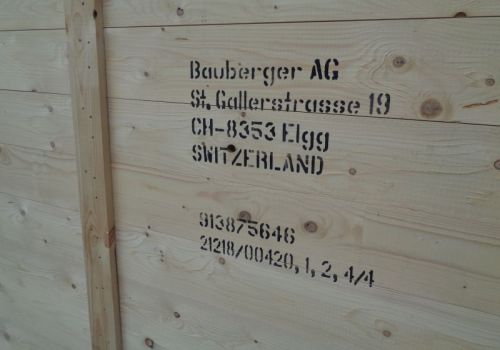 Bauberger AG
St. Gallerstrasse 19
CH-8353 Elgg
SWITZERLAND
913875646
21218/00420, 1, 2, 4/4